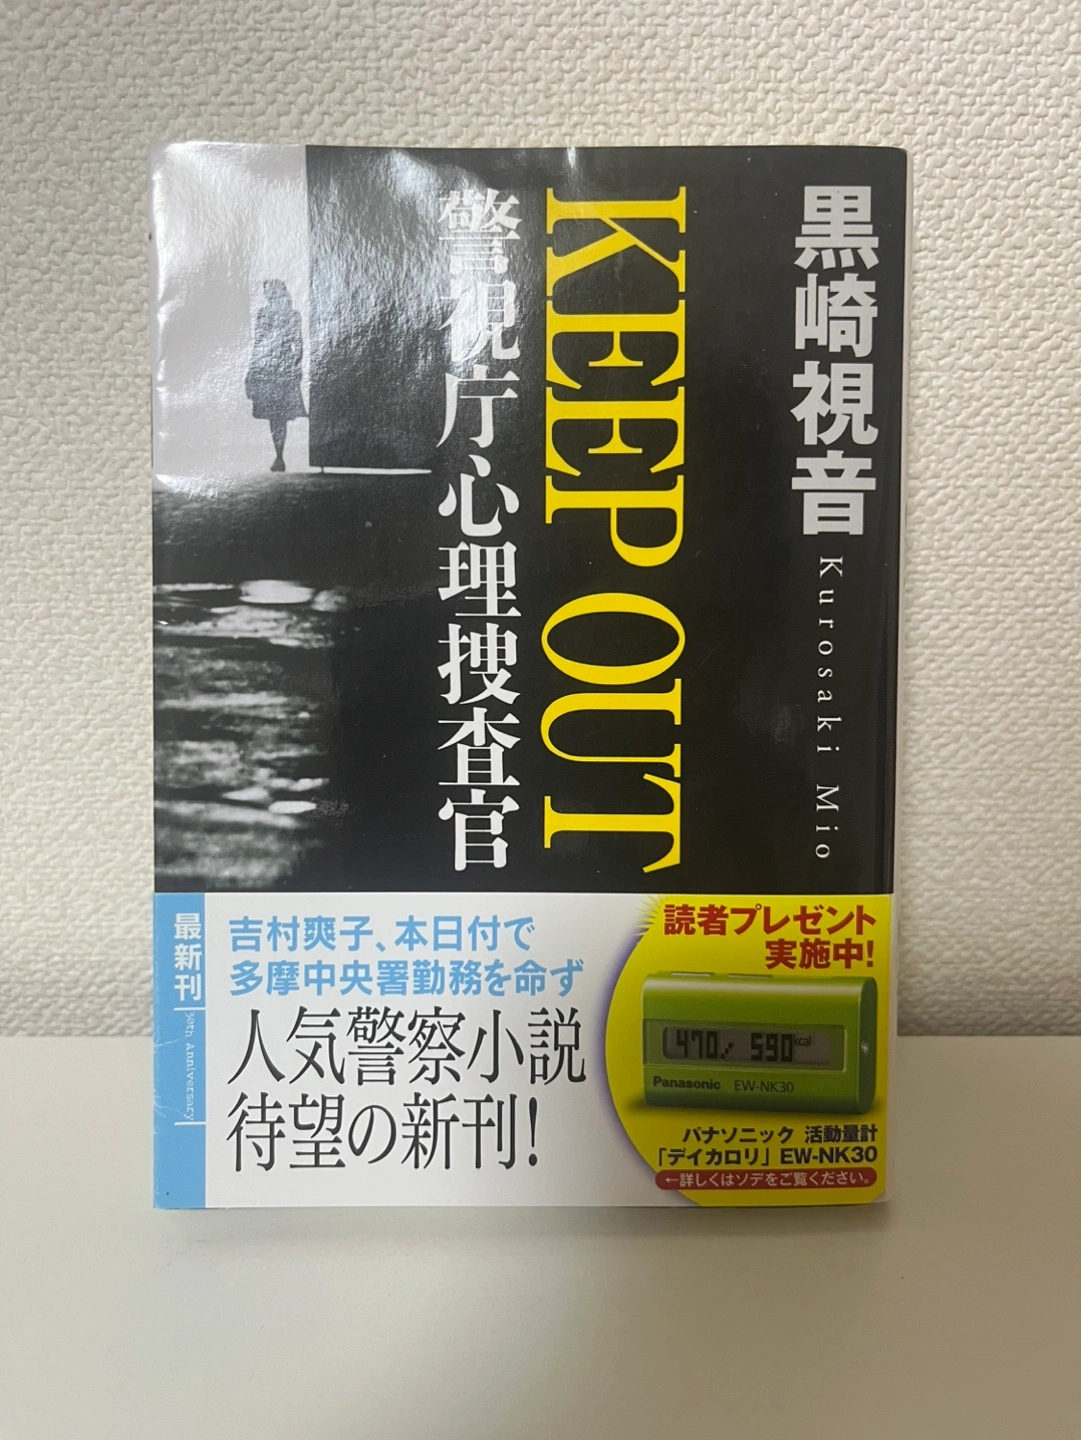 黒崎視音
Kurosaki Mio
KEEP OUT
警視庁心理捜査官
最新刊
30th Anniversary
吉村爽子、本日付で
多摩中央署勤務を命ず
人気警察小説
待望の新刊!
読者プレゼント
実施中!
470 590kcal
Panasonic EW-NK30
パナソニック 活動量計
「デイカロリ」 EW-NK30
←詳しくはソデをご覧ください。